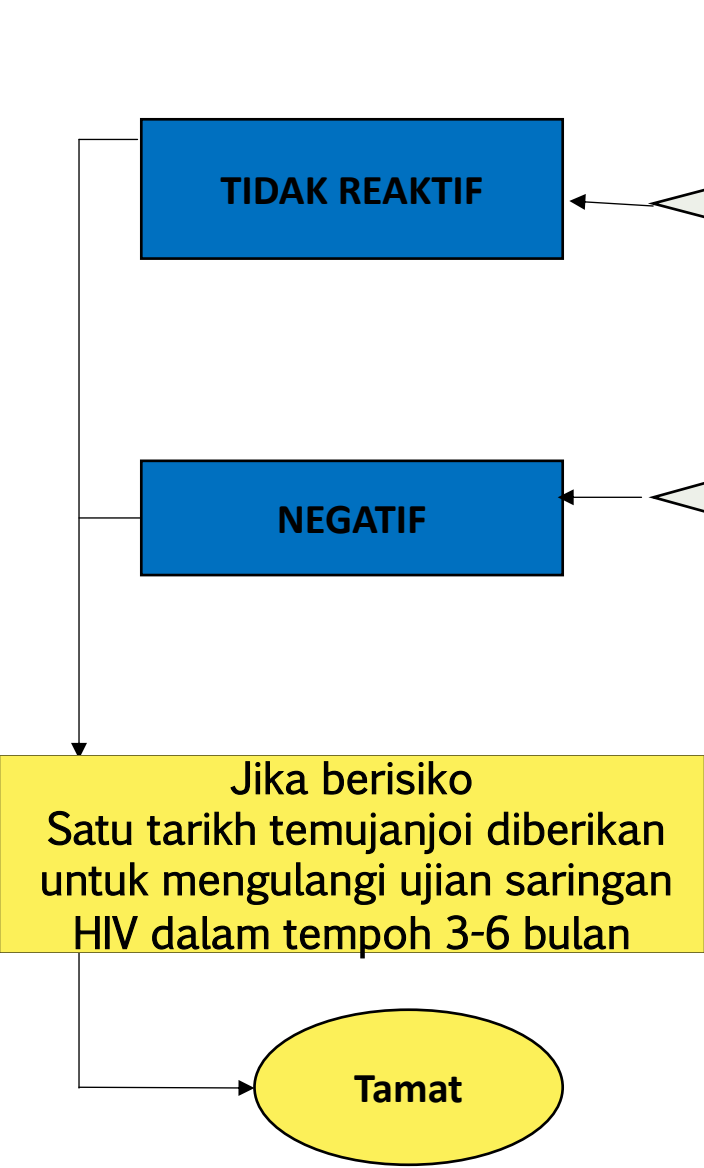 TIDAK REAKTIF
NEGATIF
Jika berisiko
Satu tarikh temujanjoi diberikan
untuk mengulangi ujian saringan
HIV dalam tempoh 3-6 bulan
Tamat